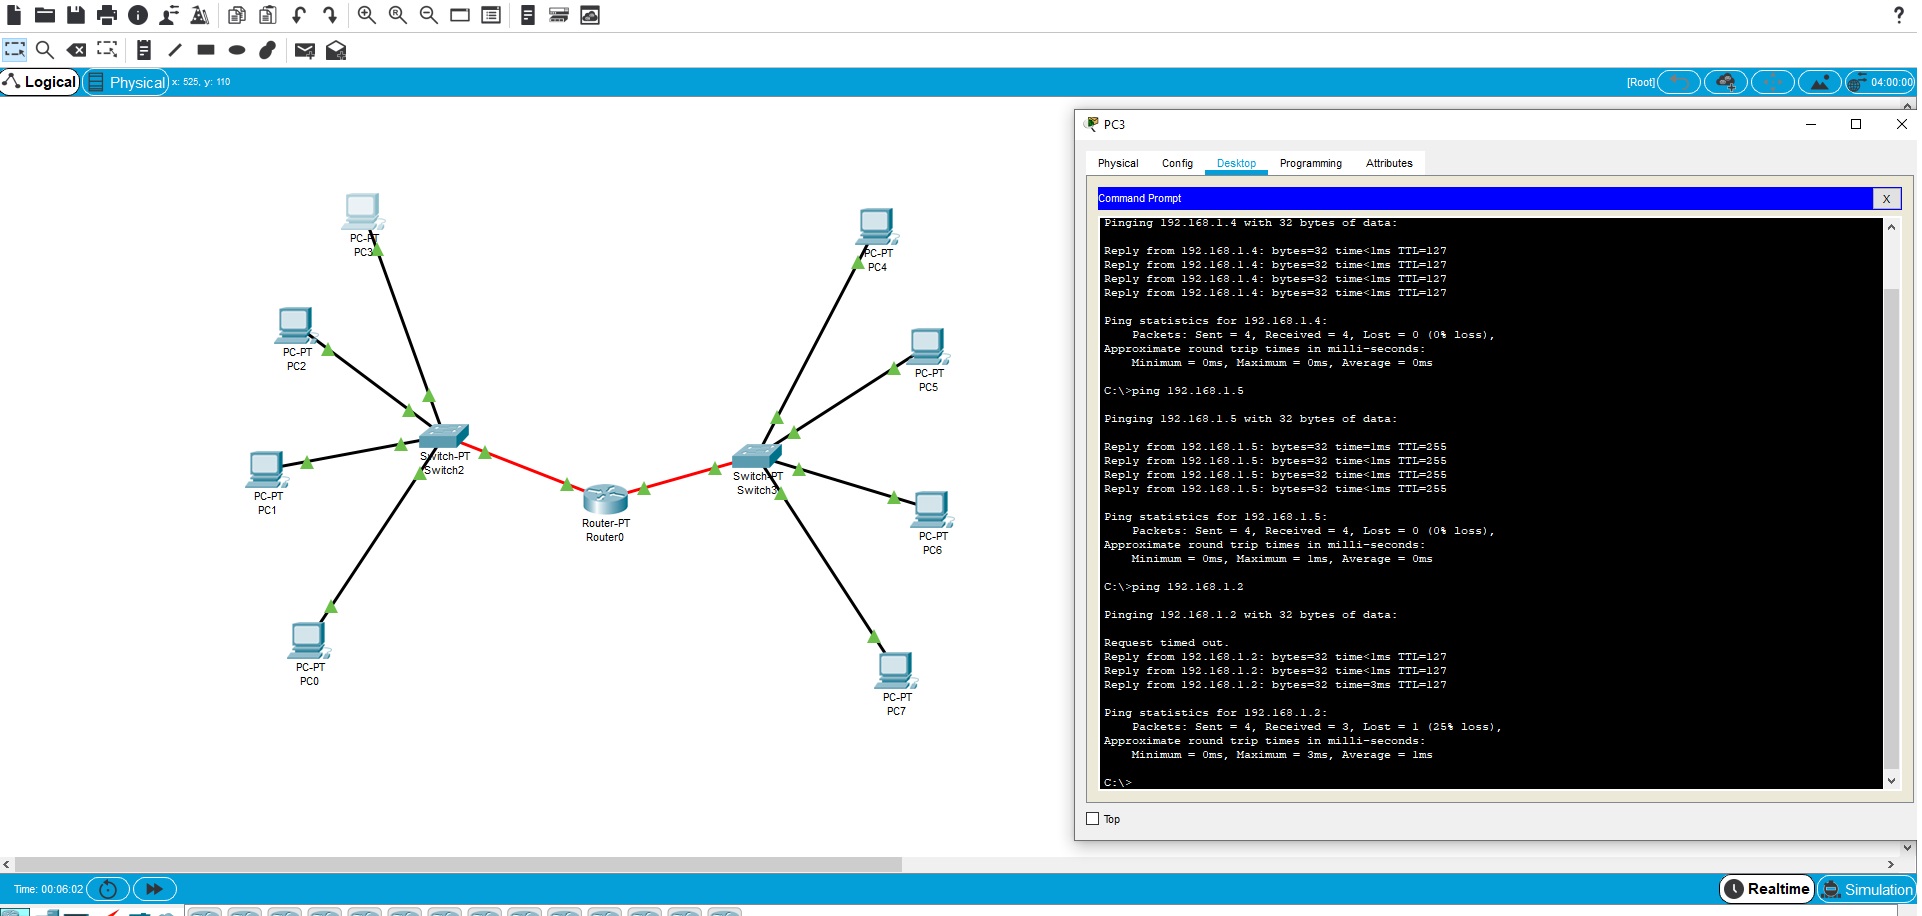 ?
Logical
Physical
x: 525, y: 110
[Root]
04:00:00
PC3
Physical
Config
Desktop
Programming
Attributes
Command Prompt
X
Pinging 192.168.1.4 with 32 bytes of data:
Reply from 192.168.1.4: bytes=32 time<1ms TTL=127
Reply from 192.168.1.4: bytes=32 time<1ms TTL=127
Reply from 192.168.1.4: bytes=32 time<1ms TTL=127
Reply from 192.168.1.4: bytes=32 time<1ms TTL=127
Ping statistics for 192.168.1.4:
Packets: Sent = 4, Received = 4, Lost = 0 (0% loss),
Approximate round trip times in milli-seconds:
Minimum = 0ms, Maximum = 0ms, Average = 0ms
C:\>ping 192.168.1.5
Pinging 192.168.1.5 with 32 bytes of data:
Reply from 192.168.1.5: bytes=32 time=1ms TTL=255
Reply from 192.168.1.5: bytes=32 time<1ms TTL=255
Reply from 192.168.1.5: bytes=32 time<1ms TTL=255
Reply from 192.168.1.5: bytes=32 time<1ms TTL=255
Ping statistics for 192.168.1.5:
Packets: Sent = 4, Received = 4, Lost = 0 (0% loss),
Approximate round trip times in milli-seconds:
Minimum = 0ms, Maximum = 1ms, Average = 0ms
C:\>ping 192.168.1.2
Pinging 192.168.1.2 with 32 bytes of data:
Request timed out.
Reply from 192.168.1.2: bytes=32 time<1ms TTL=127
Reply from 192.168.1.2: bytes=32 time<1ms TTL=127
Reply from 192.168.1.2: bytes=32 time=3ms TTL=127
Ping statistics for 192.168.1.2:
Packets: Sent = 4, Received = 3, Lost = 1 (25% loss),
Approximate round trip times in milli-seconds:
Minimum = 0ms, Maximum = 3ms, Average = 1ms
C:\>
Top
PC-PT
PC3
PC-PT
PC4
PC-PT
PC2
PC-PT
PC5
Switch-PT
Switch2
Switch-PT
Switch3
PC-PT
PC1
Router-PT
Router0
PC-PT
PC6
PC-PT
PC0
PC-PT
PC7
Time: 00:06:02
Realtime
Simulation